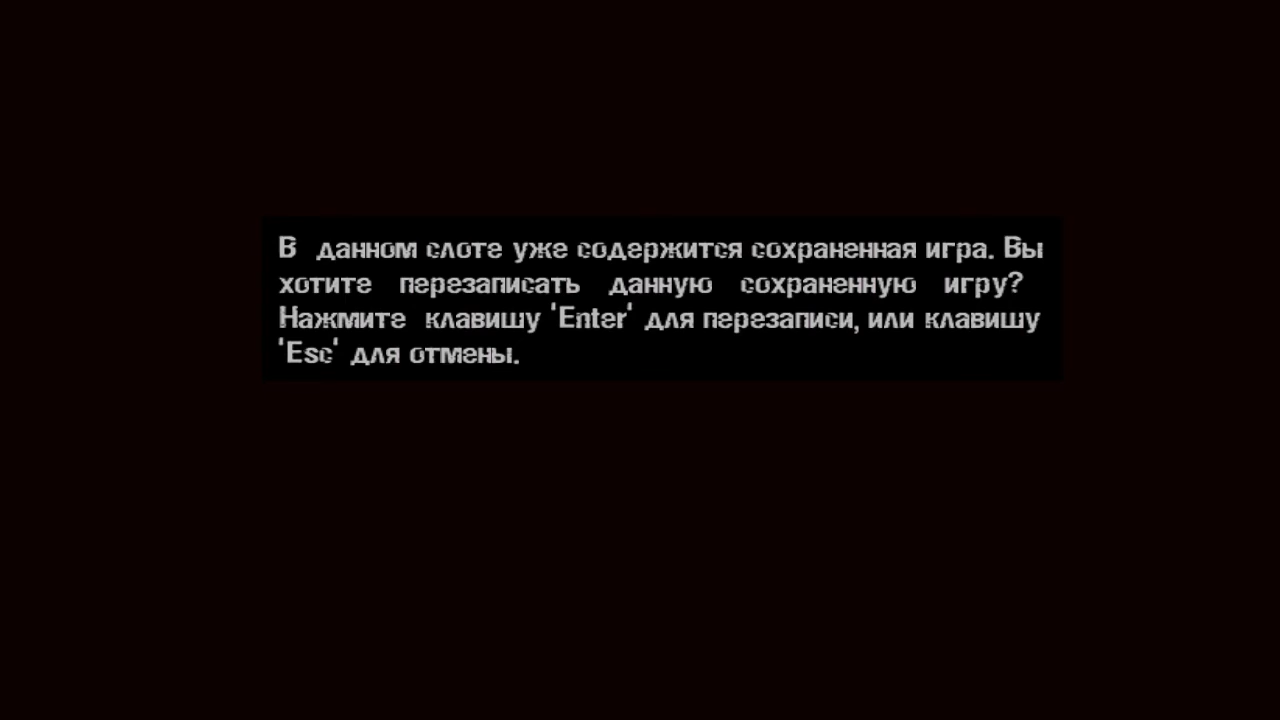 В данном слоте уже содержится сохраненная игра. Вы
хотите перезаписать данную сохраненную игру?
Нажмите клавишу 'Enter' для перезаписи, или клавишу
'Esc' для отмены.